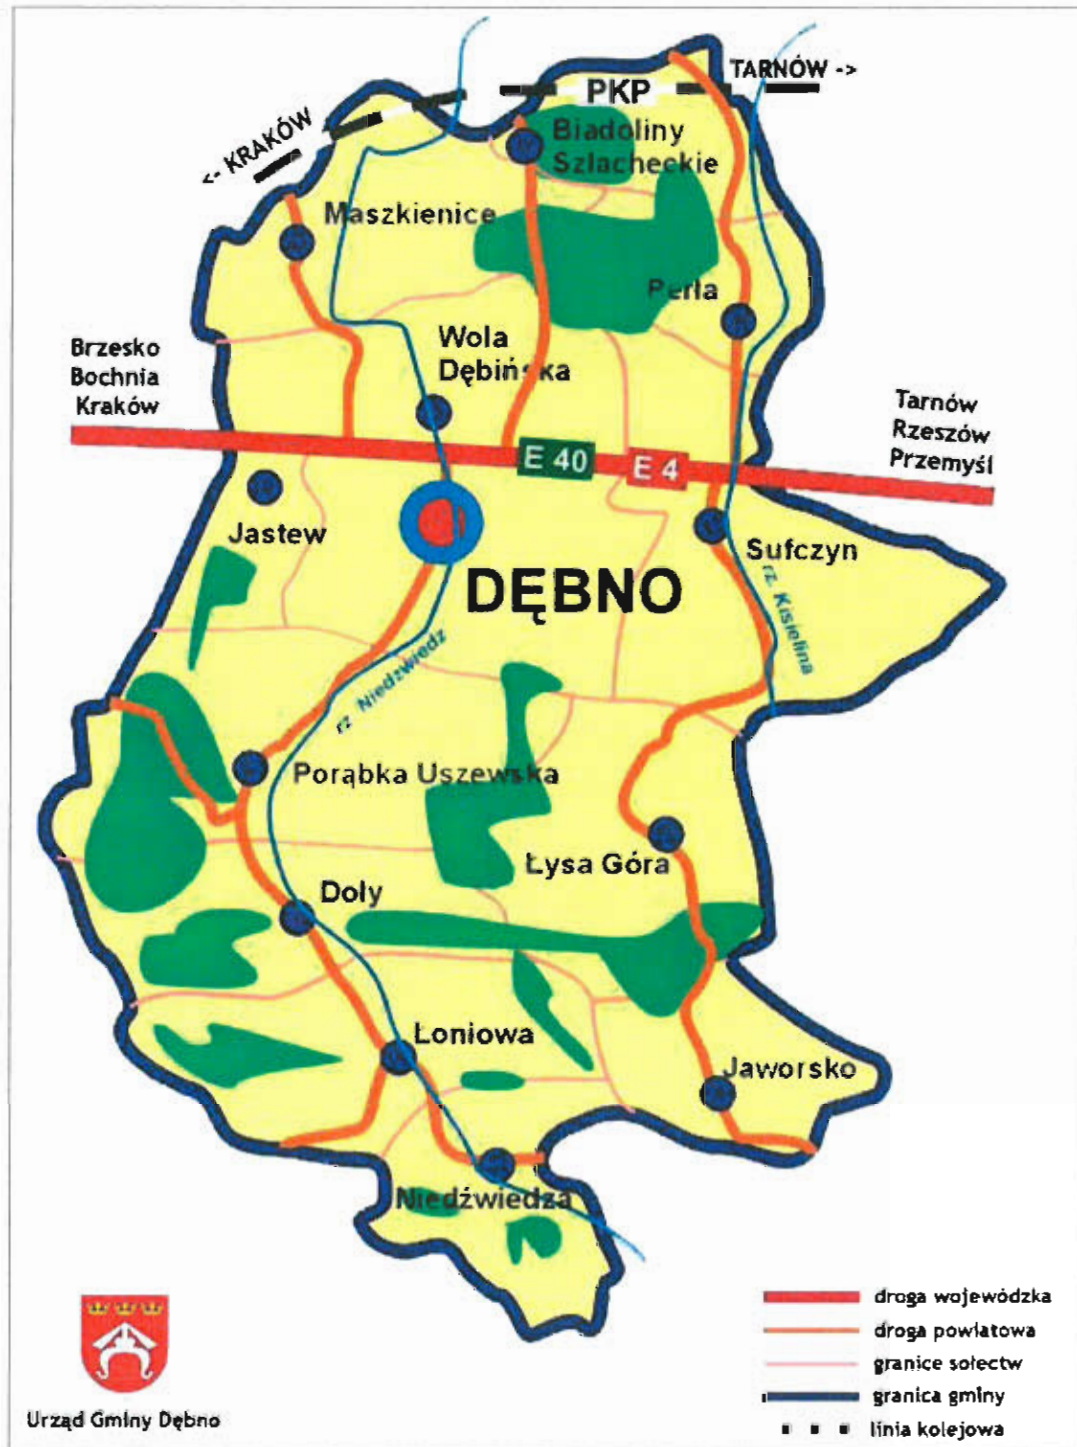 TARNÓW ->
PKP
<- KRAKÓW
Biadoliny
Szlacheckie
Maszkienice
Perła
Wola
Dębińska
Brzesko
Bochnia
Kraków
Tarnów
Rzeszów
Przemyśl
E 40
E 4
Jastew
Sufczyn
DĘBNO
rz. Kisielina
rz Niedźwiedz
Porąbka Uszewska
Łysa Góra
Doły
Łoniowa
Jaworsko
Niedźwiedza
droga wojewódzka
droga powiatowa
granice sołectw
granica gminy
linia kolejowa
Urząd Gminy Dębno